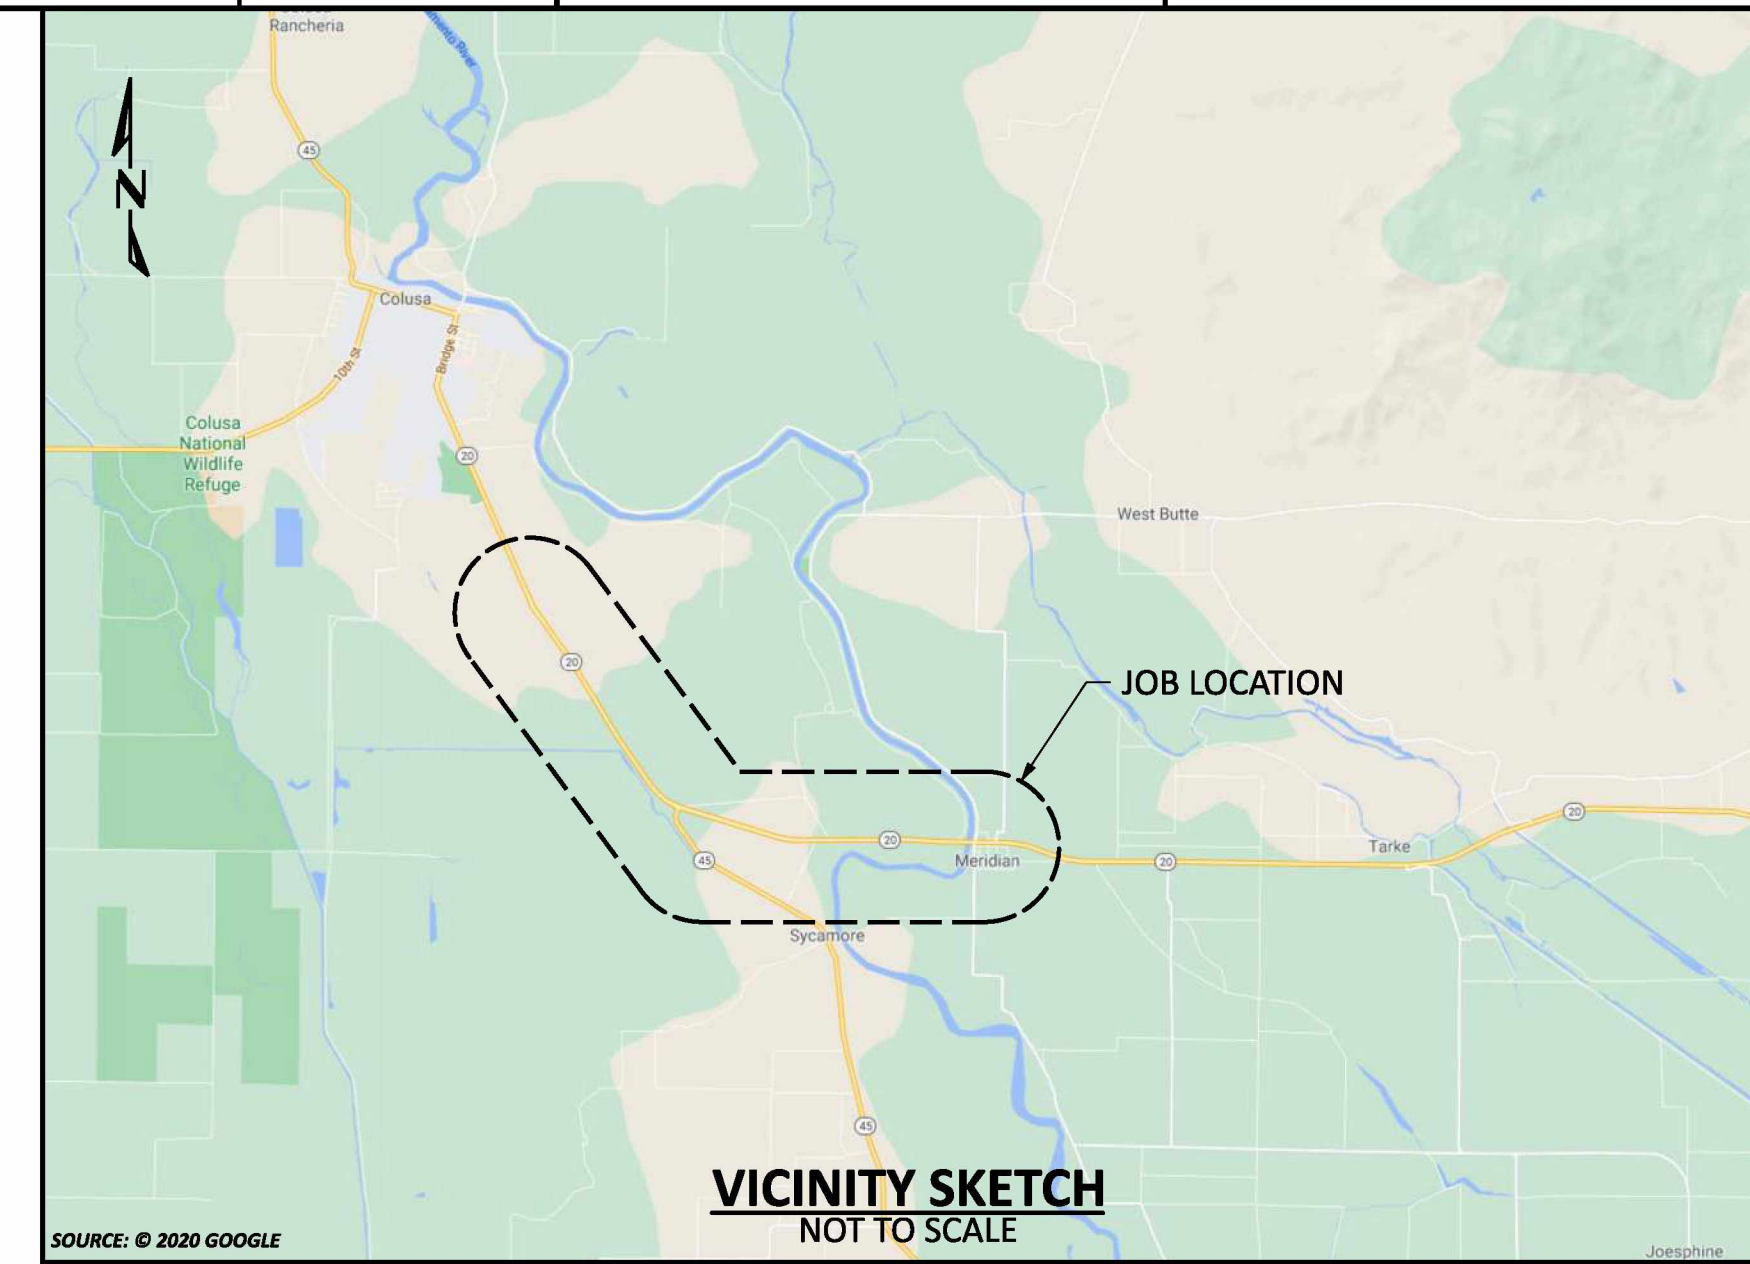 Rancheria
River
45
N
Colusa
Bridge St
10th St
Colusa
National
Wildlife
Refuge
20
West Butte
20
JOB LOCATION
20
45
Meridian
20
Tarke
20
Sycamore
45
VICINITY SKETCH
NOT TO SCALE
SOURCE: © 2020 GOOGLE
Joesphine